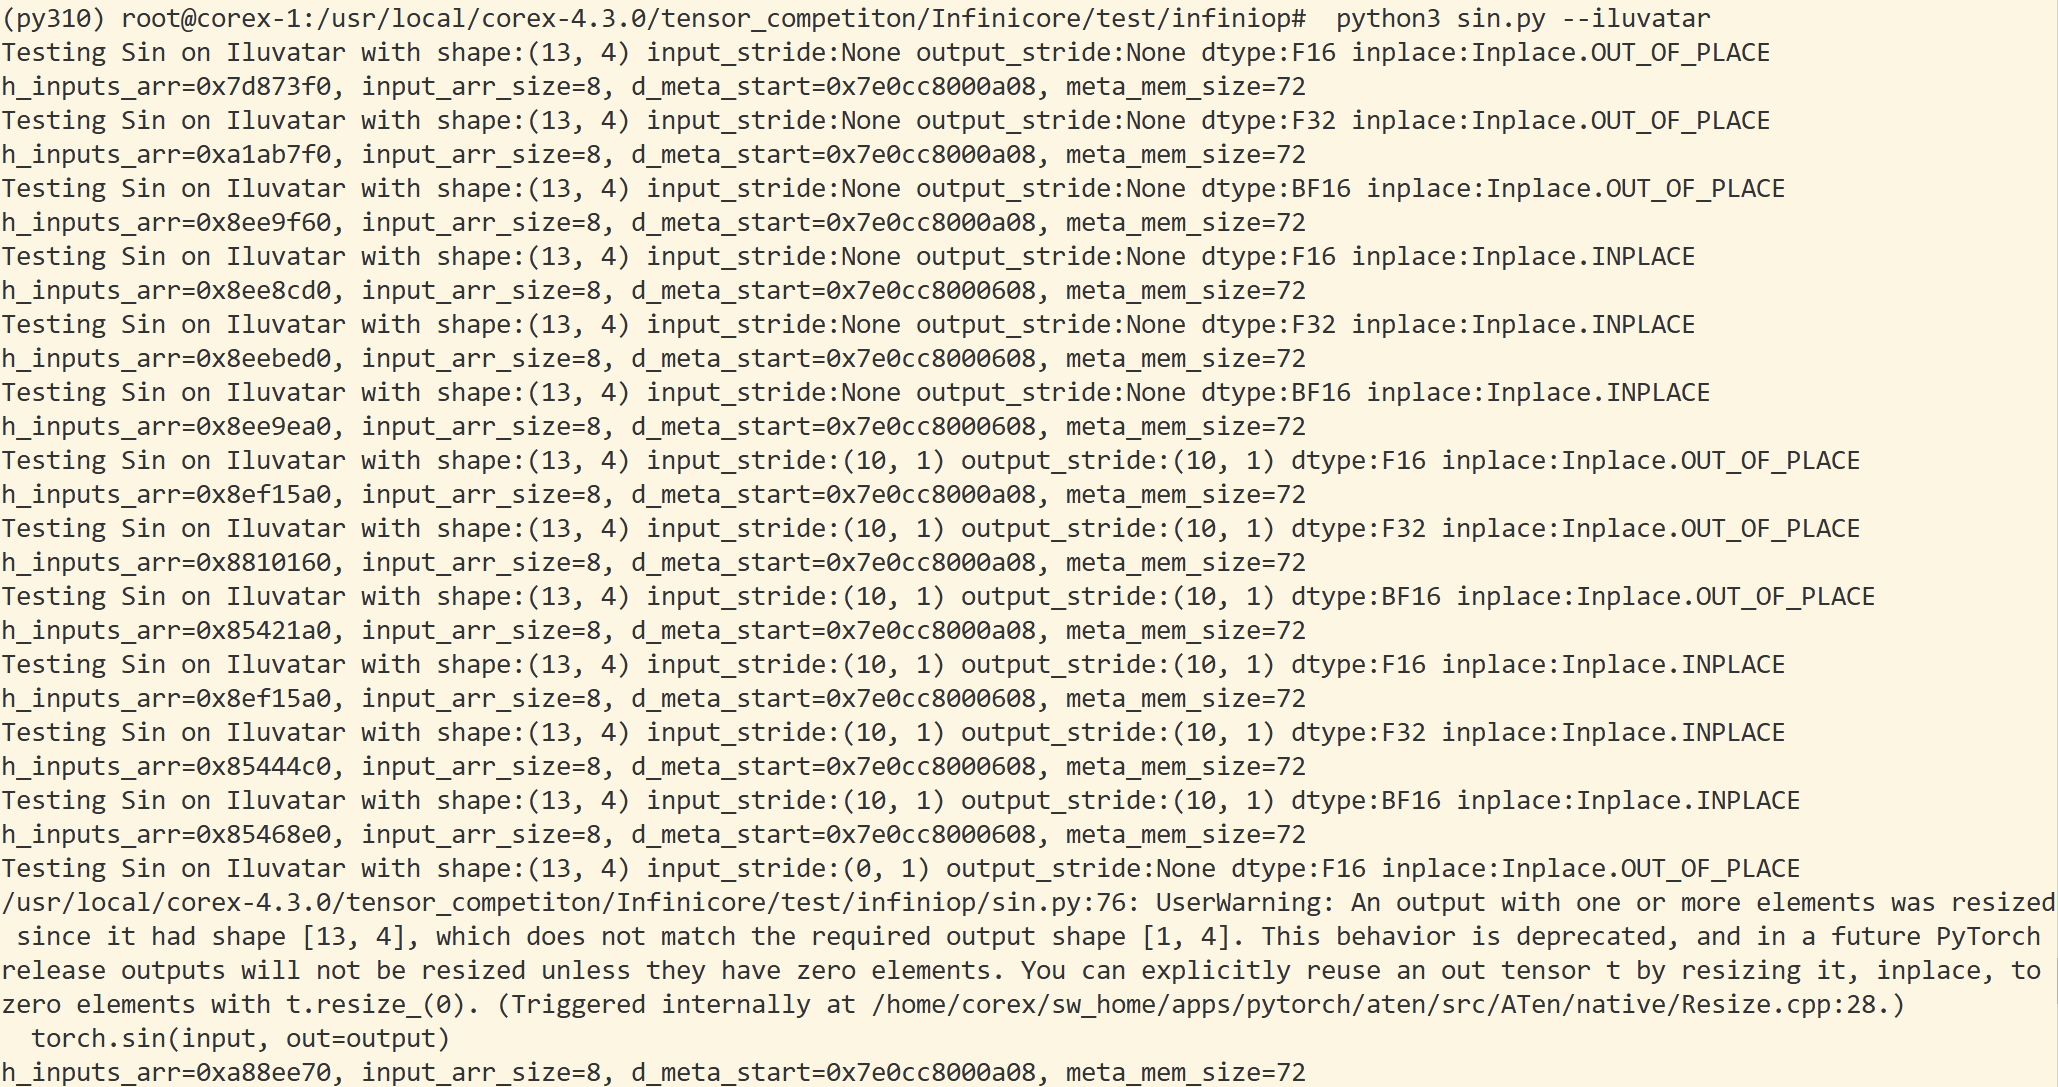 (py310) root@corex-1:/usr/local/corex-4.3.0/tensor_competiton/Infinicore/test/infiniop#  python3 sin.py --iluvatar
Testing Sin on Iluvatar with shape:(13, 4) input_stride:None output_stride:None dtype:F16 inplace:Inplace.OUT_OF_PLACE
h_inputs_arr=0x7d873f0, input_arr_size=8, d_meta_start=0x7e0cc8000a08, meta_mem_size=72
Testing Sin on Iluvatar with shape:(13, 4) input_stride:None output_stride:None dtype:F32 inplace:Inplace.OUT_OF_PLACE
h_inputs_arr=0xa1ab7f0, input_arr_size=8, d_meta_start=0x7e0cc8000a08, meta_mem_size=72
Testing Sin on Iluvatar with shape:(13, 4) input_stride:None output_stride:None dtype:BF16 inplace:Inplace.OUT_OF_PLACE
h_inputs_arr=0x8ee9f60, input_arr_size=8, d_meta_start=0x7e0cc8000a08, meta_mem_size=72
Testing Sin on Iluvatar with shape:(13, 4) input_stride:None output_stride:None dtype:F16 inplace:Inplace.INPLACE
h_inputs_arr=0x8ee8cd0, input_arr_size=8, d_meta_start=0x7e0cc8000608, meta_mem_size=72
Testing Sin on Iluvatar with shape:(13, 4) input_stride:None output_stride:None dtype:F32 inplace:Inplace.INPLACE
h_inputs_arr=0x8eebed0, input_arr_size=8, d_meta_start=0x7e0cc8000608, meta_mem_size=72
Testing Sin on Iluvatar with shape:(13, 4) input_stride:None output_stride:None dtype:BF16 inplace:Inplace.INPLACE
h_inputs_arr=0x8ee9ea0, input_arr_size=8, d_meta_start=0x7e0cc8000608, meta_mem_size=72
Testing Sin on Iluvatar with shape:(13, 4) input_stride:(10, 1) output_stride:(10, 1) dtype:F16 inplace:Inplace.OUT_OF_PLACE
h_inputs_arr=0x8ef15a0, input_arr_size=8, d_meta_start=0x7e0cc8000a08, meta_mem_size=72
Testing Sin on Iluvatar with shape:(13, 4) input_stride:(10, 1) output_stride:(10, 1) dtype:F32 inplace:Inplace.OUT_OF_PLACE
h_inputs_arr=0x8810160, input_arr_size=8, d_meta_start=0x7e0cc8000a08, meta_mem_size=72
Testing Sin on Iluvatar with shape:(13, 4) input_stride:(10, 1) output_stride:(10, 1) dtype:BF16 inplace:Inplace.OUT_OF_PLACE
h_inputs_arr=0x85421a0, input_arr_size=8, d_meta_start=0x7e0cc8000a08, meta_mem_size=72
Testing Sin on Iluvatar with shape:(13, 4) input_stride:(10, 1) output_stride:(10, 1) dtype:F16 inplace:Inplace.INPLACE
h_inputs_arr=0x8ef15a0, input_arr_size=8, d_meta_start=0x7e0cc8000608, meta_mem_size=72
Testing Sin on Iluvatar with shape:(13, 4) input_stride:(10, 1) output_stride:(10, 1) dtype:F32 inplace:Inplace.INPLACE
h_inputs_arr=0x85444c0, input_arr_size=8, d_meta_start=0x7e0cc8000608, meta_mem_size=72
Testing Sin on Iluvatar with shape:(13, 4) input_stride:(10, 1) output_stride:(10, 1) dtype:BF16 inplace:Inplace.INPLACE
h_inputs_arr=0x85468e0, input_arr_size=8, d_meta_start=0x7e0cc8000608, meta_mem_size=72
Testing Sin on Iluvatar with shape:(13, 4) input_stride:(0, 1) output_stride:None dtype:F16 inplace:Inplace.OUT_OF_PLACE
/usr/local/corex-4.3.0/tensor_competiton/Infinicore/test/infiniop/sin.py:76: UserWarning: An output with one or more elements was resized
 since it had shape [13, 4], which does not match the required output shape [1, 4]. This behavior is deprecated, and in a future PyTorch
release outputs will not be resized unless they have zero elements. You can explicitly reuse an out tensor t by resizing it, inplace, to
zero elements with t.resize_(0). (Triggered internally at /home/corex/sw_home/apps/pytorch/aten/src/ATen/native/Resize.cpp:28.)
  torch.sin(input, out=output)
h_inputs_arr=0xa88ee70, input_arr_size=8, d_meta_start=0x7e0cc8000a08, meta_mem_size=72